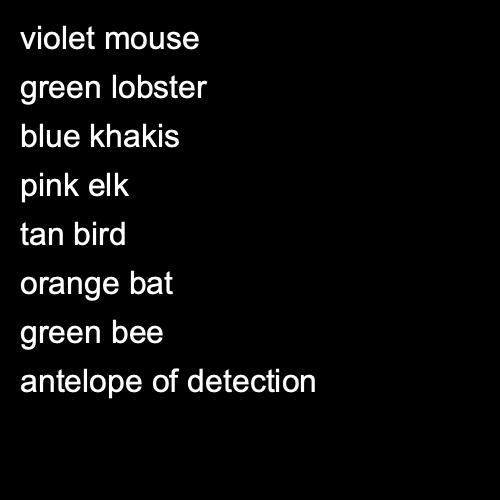 violet mouse
green lobster
blue khakis
pink elk
tan bird
orange bat
green bee
antelope of detection